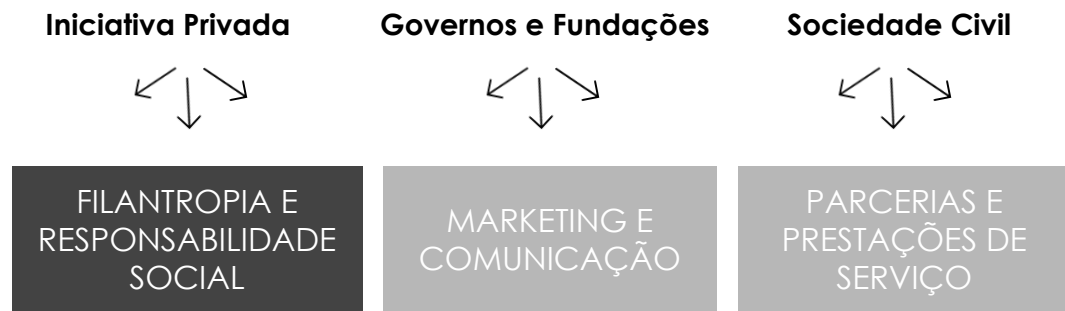 Iniciativa Privada
Governos e Fundações
Sociedade Civil
FILANTROPIA E
RESPONSABILIDADE
SOCIAL
MARKETING E
COMUNICAÇÃO
PARCERIAS E
PRESTAÇÕES DE
SERVIÇO